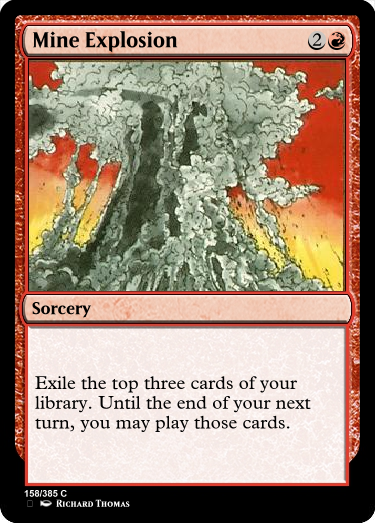 Mine Explosion 2
Sorcery
Exile the top three cards of your
library. Until the end of your next
turn, you may play those cards.
158/385 C
Richard Thomas